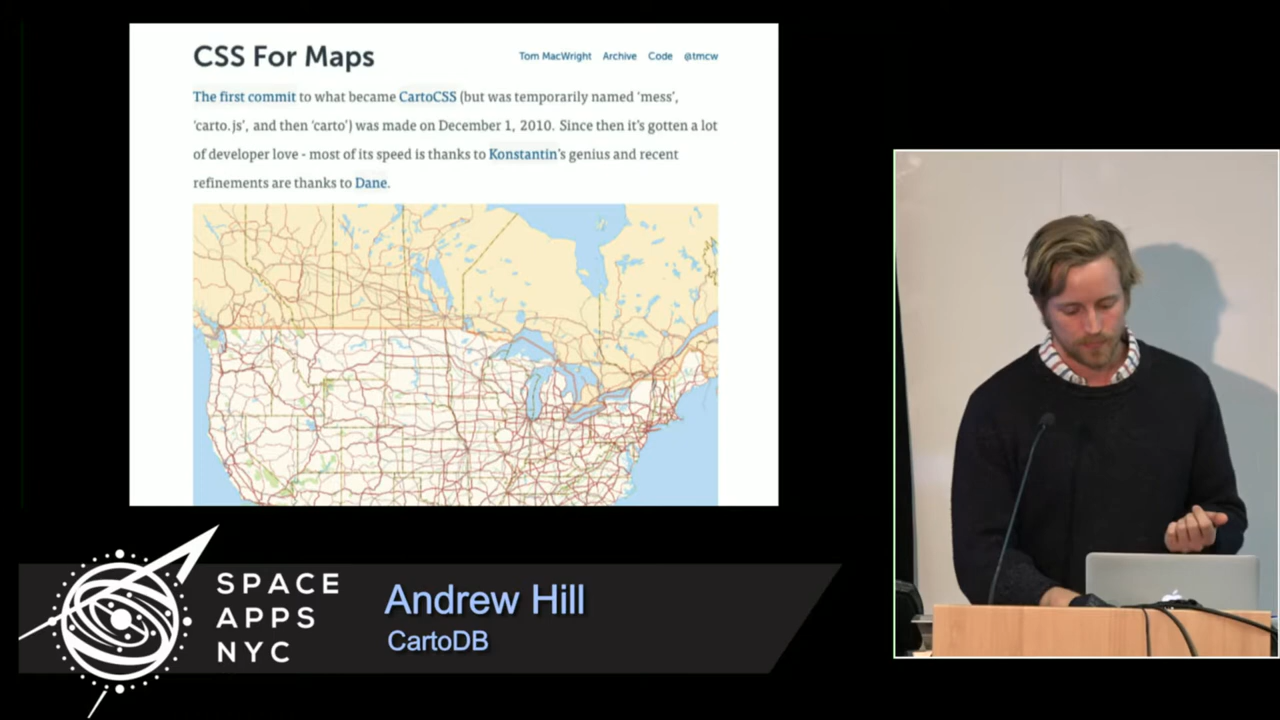 CSS For Maps
Tom MacWright Archive Code @tmcw
The first commit to what became CartoCSS (but was temporarily named ‘mess’,
‘carto.js’, and then ‘carto’) was made on December 1, 2010. Since then it’s gotten a lot
of developer love - most of its speed is thanks to Konstantin’s genius and recent
refinements are thanks to Dane.
SPACE
APPS
NYC
Andrew Hill
CartoDB